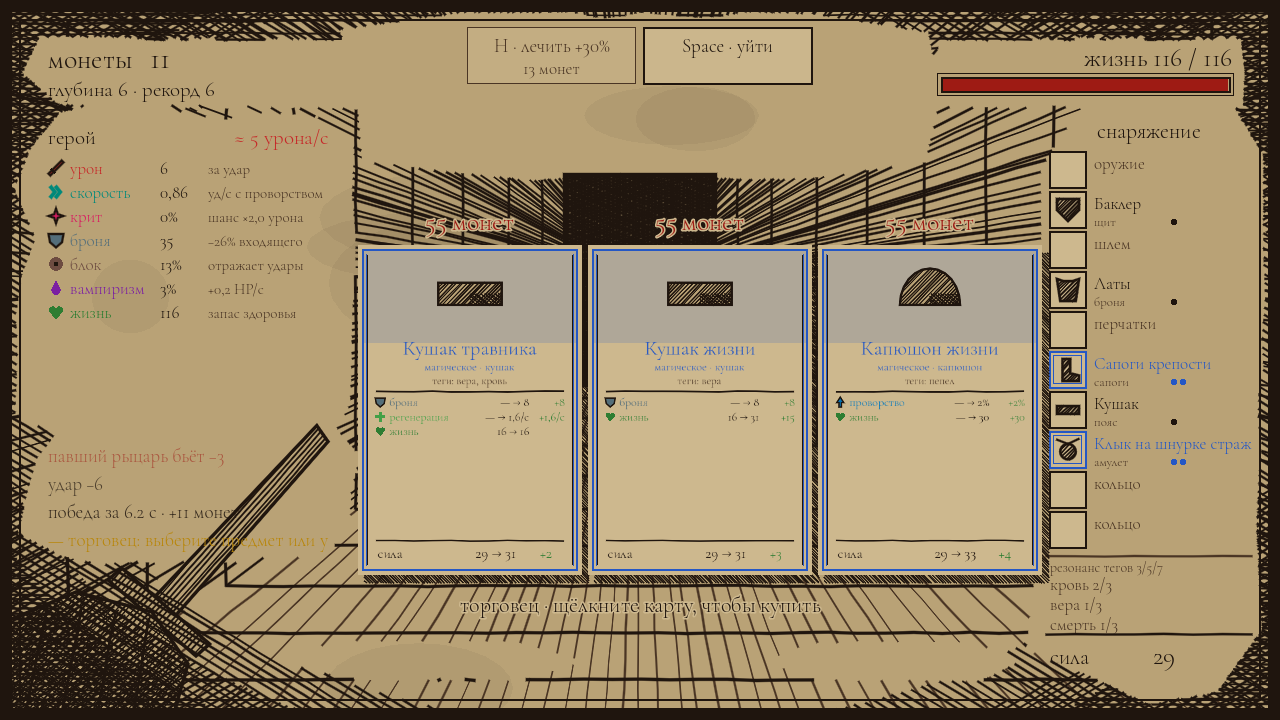 монеты 11
глубина 6 · рекорд 6
H · лечить +30%
13 монет
Space · уйти
жизнь 116 / 116
герой ≈ 5 урона/с
урон 6 за удар
скорость 0,86 уд/с с проворством
крит 0% шанс ×2,0 урона
броня 35 −26% входящего
блок 13% отражает удары
вампиризм 3% +0,2 HP/с
жизнь 116 запас здоровья
павший рыцарь бьёт −3
удар −6
победа за 6.2 с · +11 монет
— торговец: выберите предмет или у
55 монет
Кушак травника
магическое · кушак
теги: вера, кровь
броня — → 8 +8
регенерация — → 1,6/с +1,6/с
жизнь 16 → 16
сила 29 → 31 +2
55 монет
Кушак жизни
магическое · кушак
теги: вера
броня — → 8 +8
жизнь 16 → 31 +15
сила 29 → 31 +3
55 монет
Капюшон жизни
магическое · капюшон
теги: пепел
проворство — → 2% +2%
жизнь — → 30 +30
сила 29 → 33 +4
торговец · щёлкните карту, чтобы купить
снаряжение
оружие
Баклер
щит
шлем
Латы
броня
перчатки
Сапоги крепости
сапоги
Кушак
пояс
Клык на шнурке страж
амулет
кольцо
кольцо
резонанс тегов 3/5/7
кровь 2/3
вера 1/3
смерть 1/3
сила 29